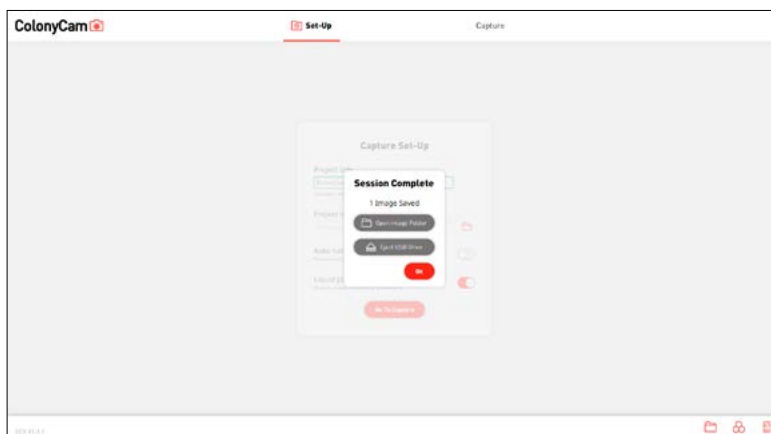 ColonyCam
Set-Up
Capture
Capture Set-Up
Project
Session Complete
1 Image Saved
Open Image Folder
Eject USB Drive
OK
Go To Capture